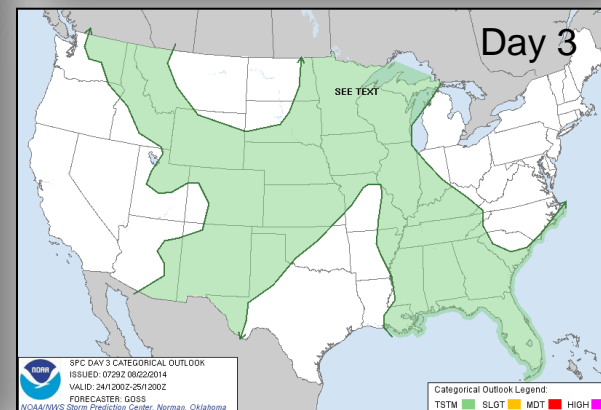 Day 3
SEE TEXT
NOAA
SPC DAY 3 CATEGORICAL OUTLOOK
ISSUED: 0729Z 08/22/2014
VALID: 24/1200Z-25/1200Z
FORECASTER: GOSS
NOAA/NWS Storm Prediction Center, Norman, Oklahoma
Categorical Outlook Legend:
TSTM SLGT MDT HIGH